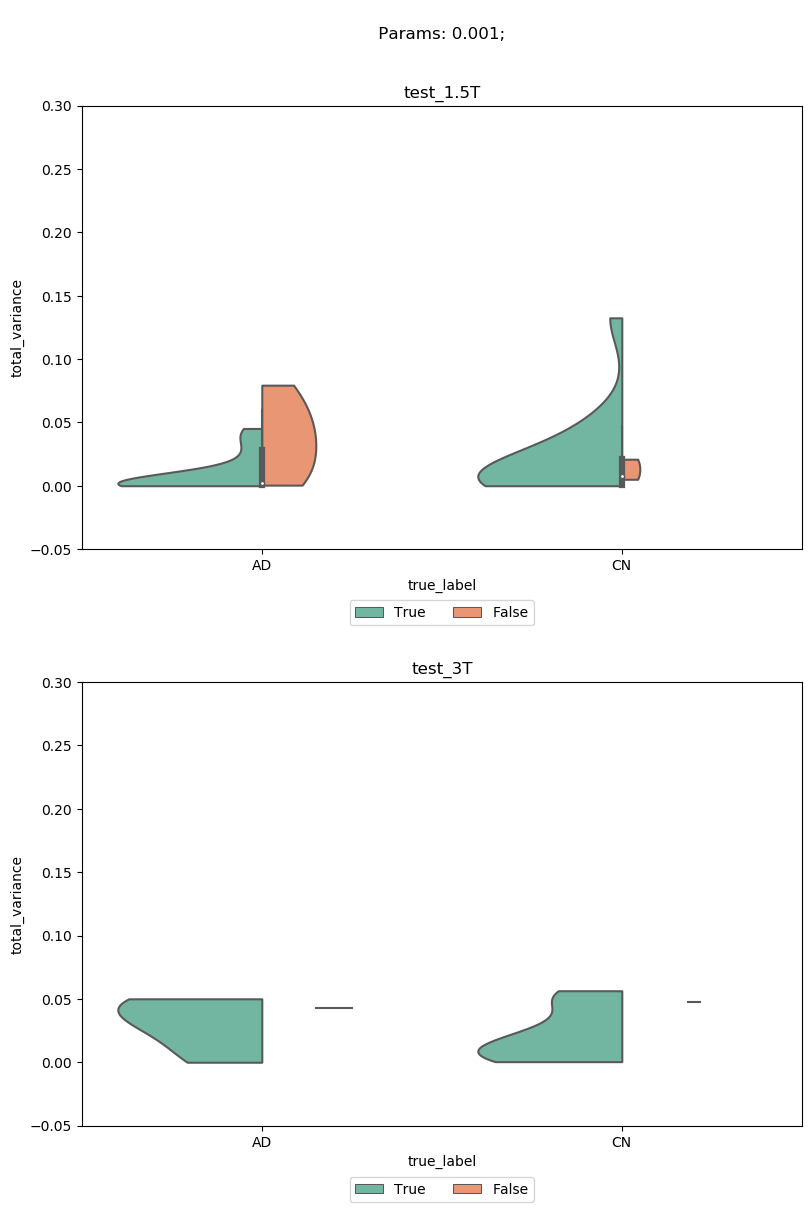 Params: 0.001;
test_1.5T
0.30
0.25
0.20
0.15
0.10
0.05
0.00
−0.05
total_variance
AD CN
true_label
True False
test_3T
0.30
0.25
0.20
0.15
0.10
0.05
0.00
−0.05
total_variance
AD CN
true_label
True False